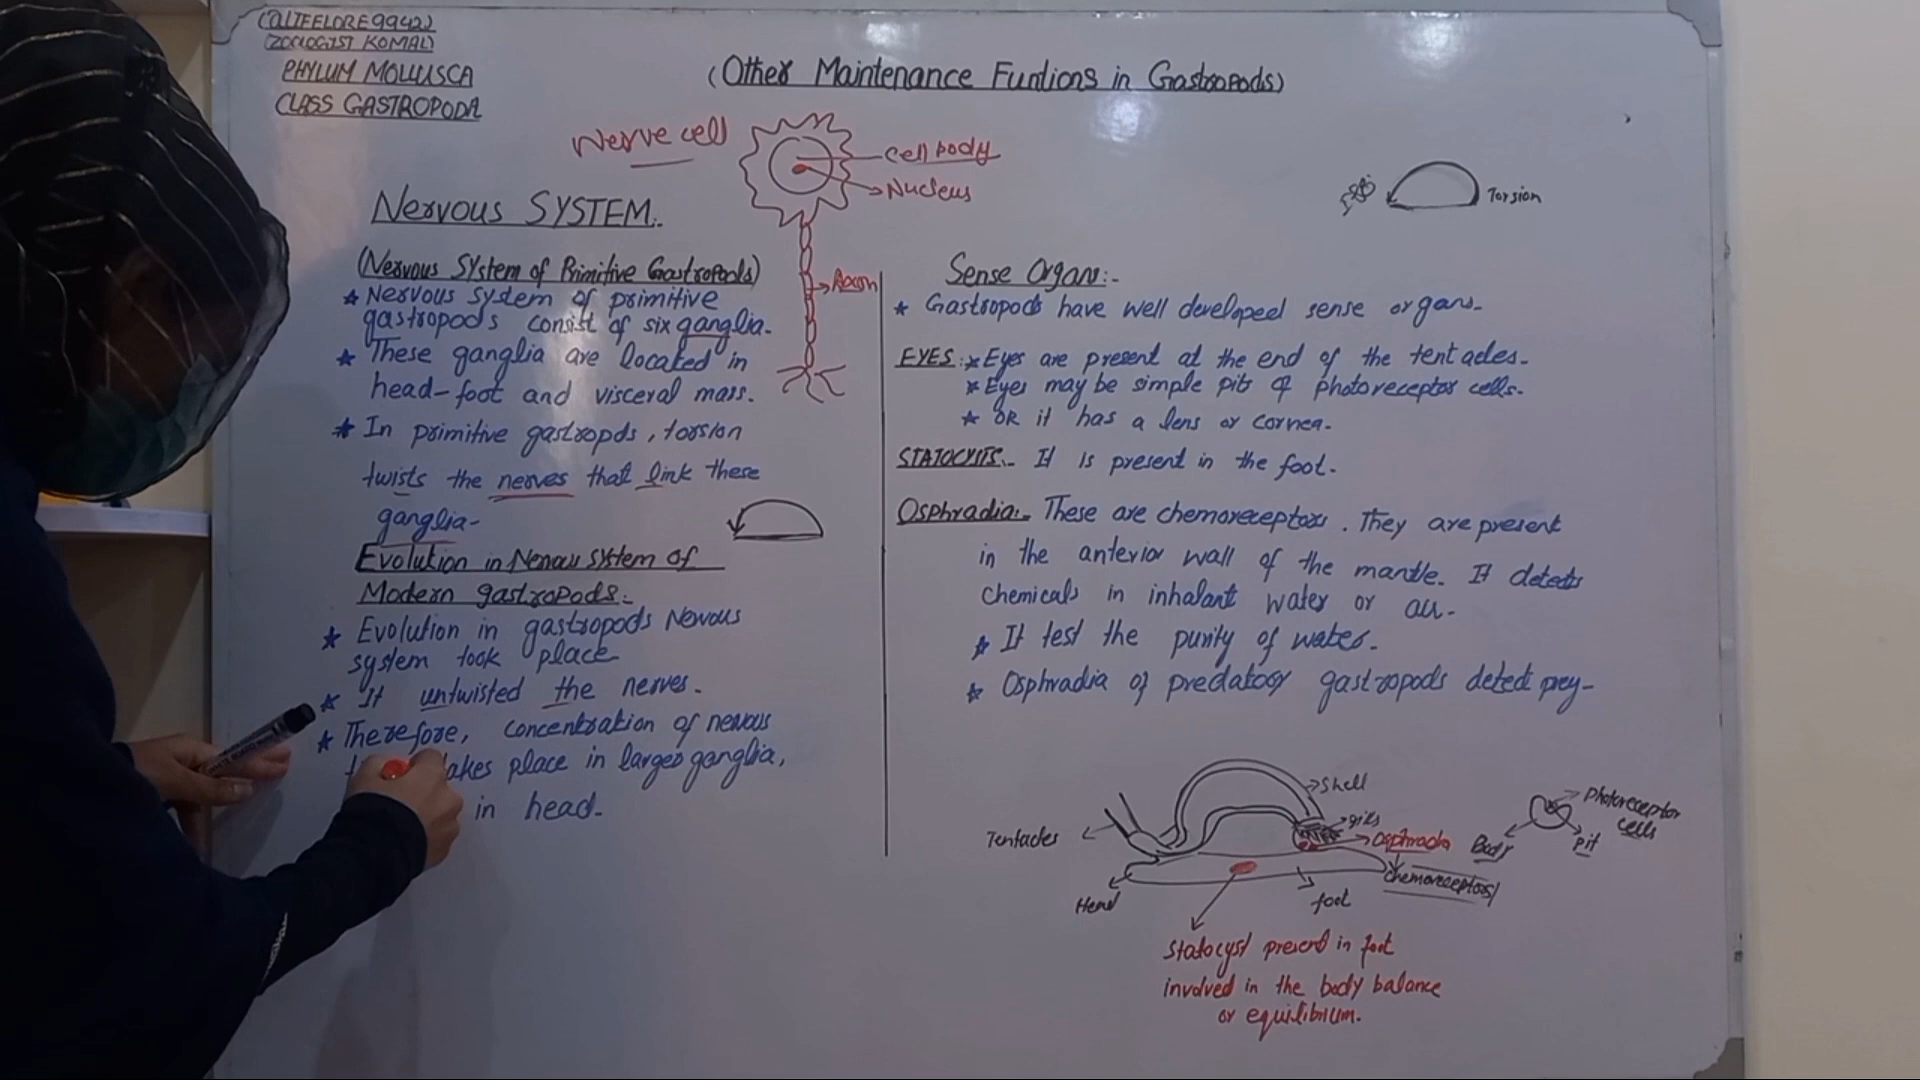 (ALTEELORE9942)
(ZOOLOGIST KOMAL)
PHYLUM MOLLUSCA
CLASS GASTROPODA
(Other Maintenance Funtions in Gastropods)
Nerve cell
Cell body
Nucleus
Axon
Torsion
Nervous SYSTEM:
(Nervous System of Primitive Gastropods)
* Nervous system of primitive
gastropods consist of six ganglia.
* These ganglia are located in
head-foot and visceral mass.
* In primitive gastropds, torsion
twists the nerves that link these
ganglia-
Evolution in Nervous System of
Modern gastropods:-
* Evolution in gastropods Nervous
system took place
* It untwisted the nerves.
* Therefore, concentration of nervous
takes place in larges ganglia,
in head.
Sense Organs:-
* Gastropods have well developed sense organs-
EYES:* Eyes are present at the end of the tentacles-
* Eyes may be simple pits of photoreceptor cells.
* OR it has a lens or cornea.
STATOCYSTS:- It is present in the foot.
Osphradia:- These are chemoreceptors. They are present
in the anterior wall of the mantle. It detects
chemicals in inhalant water or air-
* It test the purity of water.
* Osphradia of predatory gastropods detect prey-
Shell
gills
Osphradia
chemoreceptors
Tentacles
Head
foot
Photoreceptor
cells
Body
Pit
Statocyst present in foot
involved in the body balance
or equilibrium.